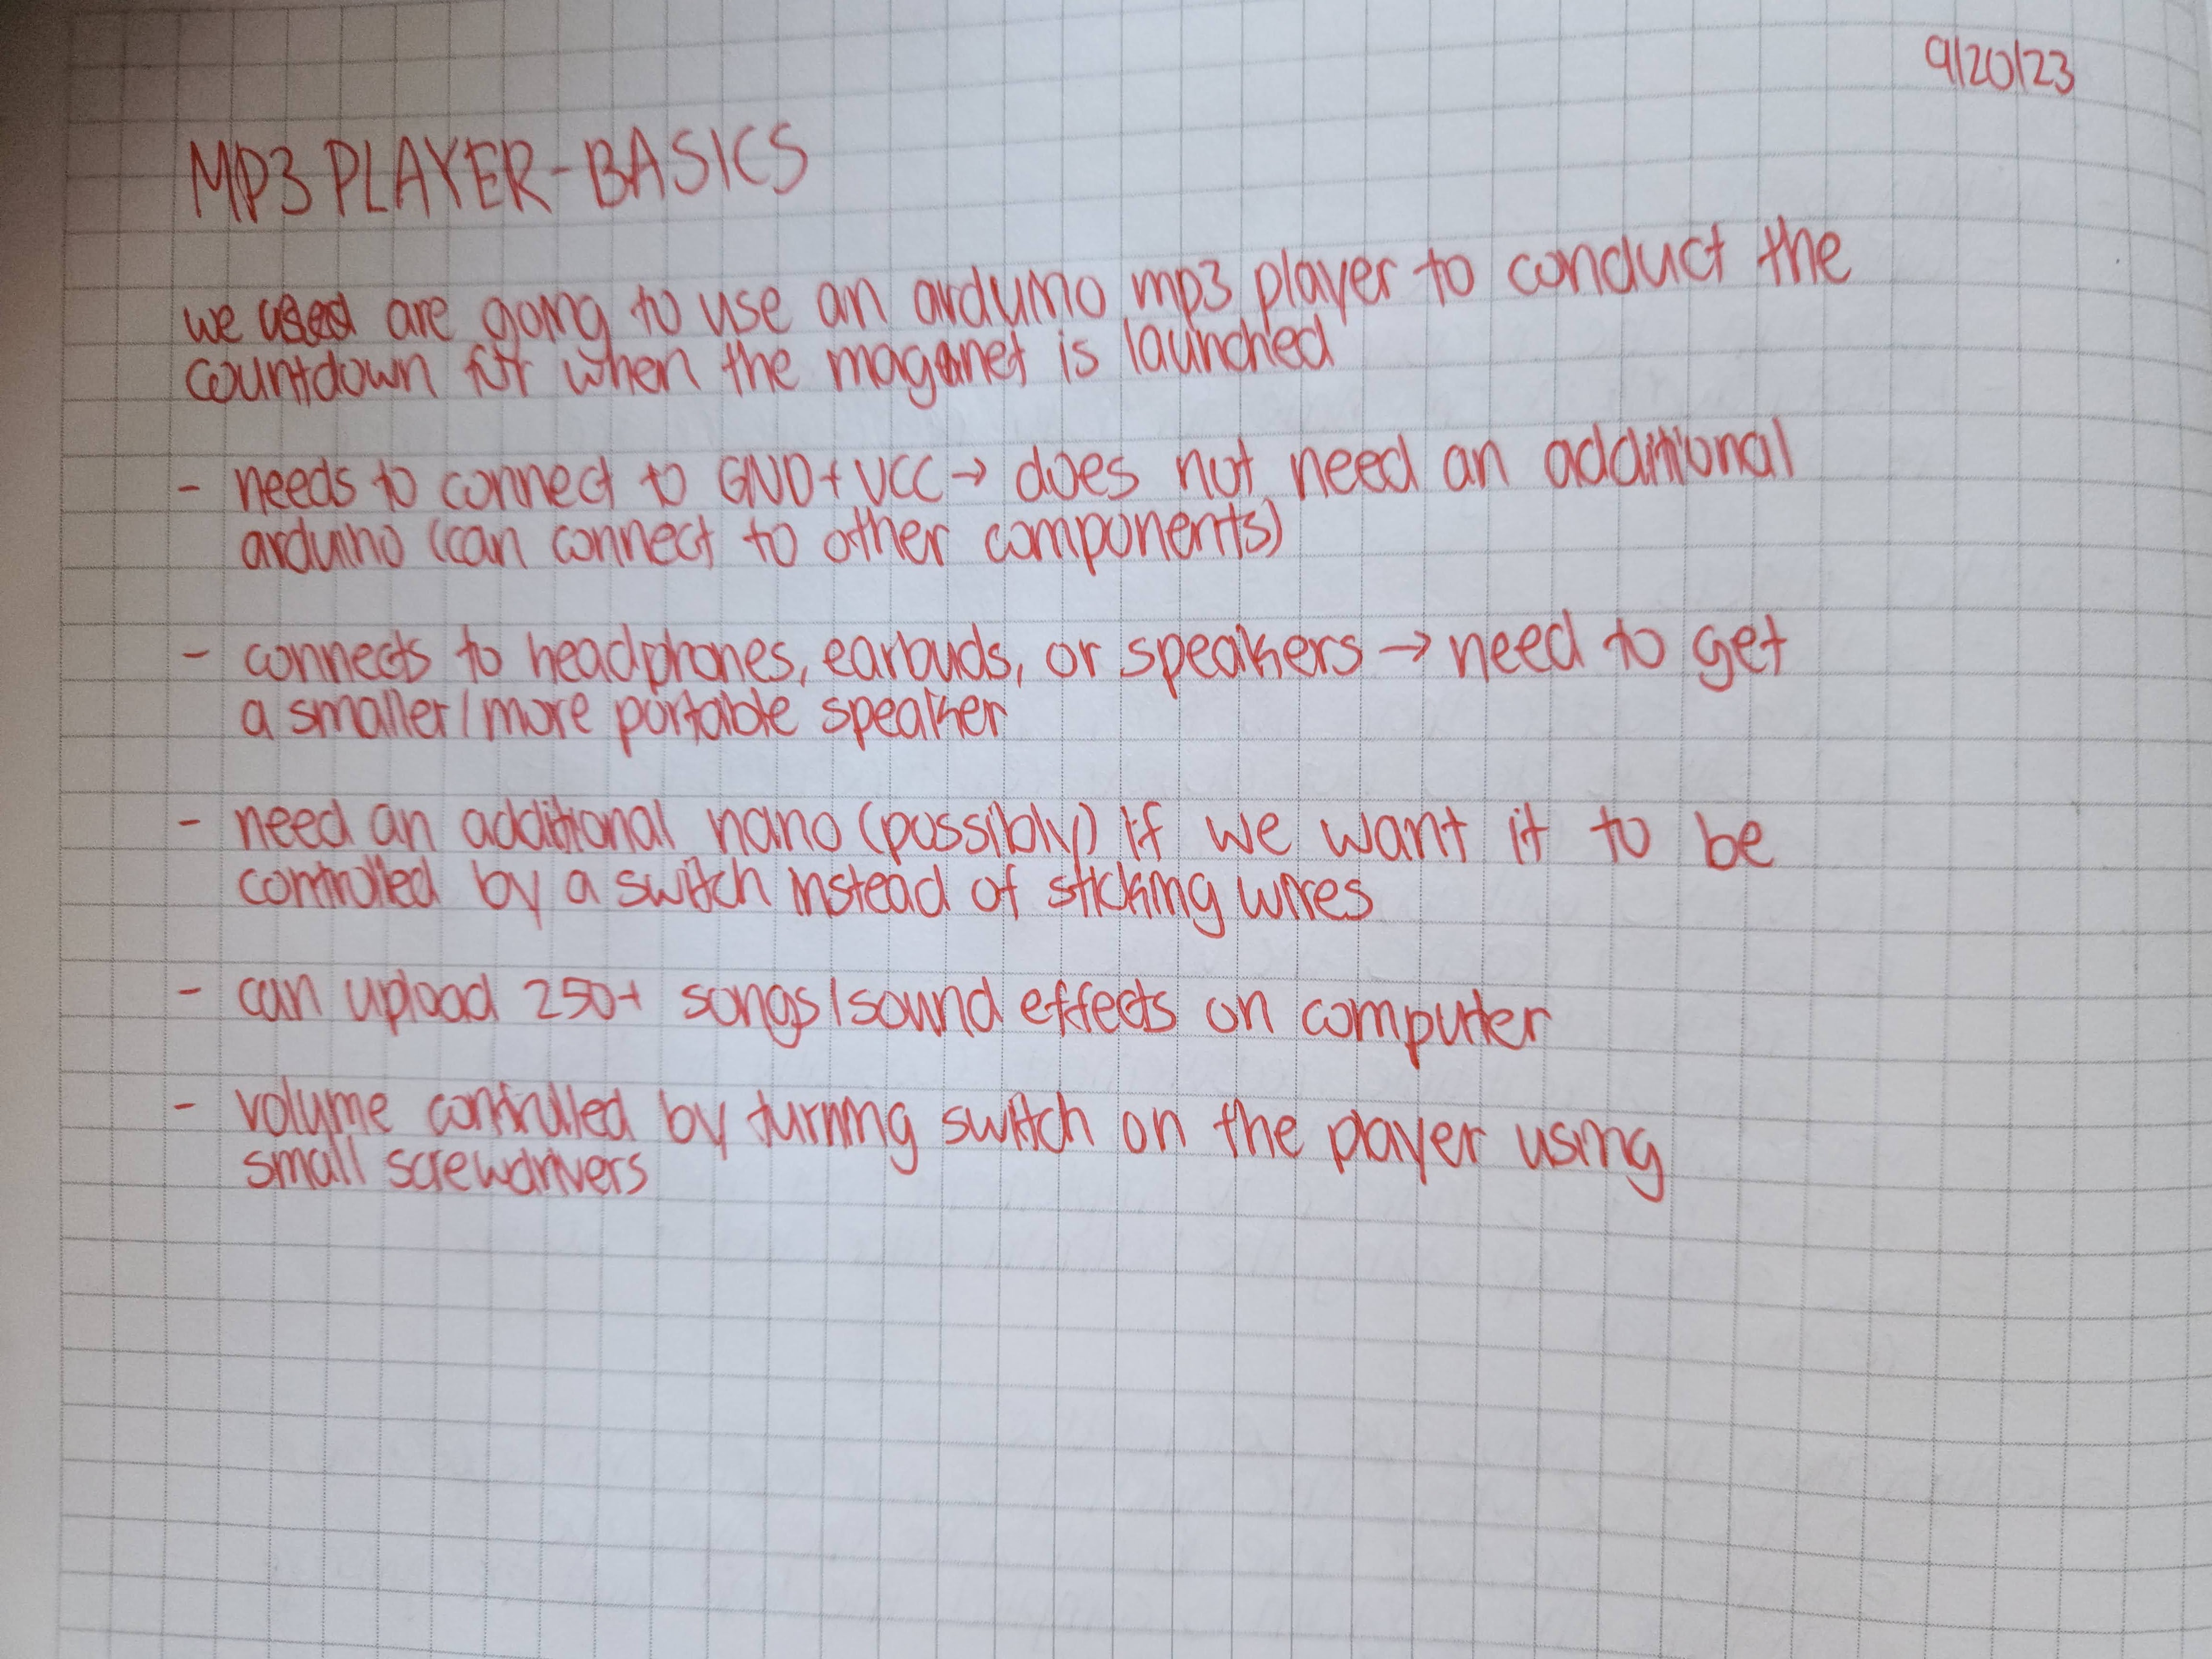 9/20/23
MP3 PLAYER-BASICS
we used are going to use an arduino mp3 player to conduct the
countdown for when the maganet is launched
- needs to connect to GND + VCC → does not need an additional
arduino (can connect to other components)
- connects to headphones, earbuds, or speakers → need to get
a smaller/more portable speaker
- need an additional nano (possibly) if we want it to be
controlled by a switch instead of sticking wires
- can upload 250+ songs/sound effects on computer
- volume controlled by turning switch on the player using
small screwdrivers